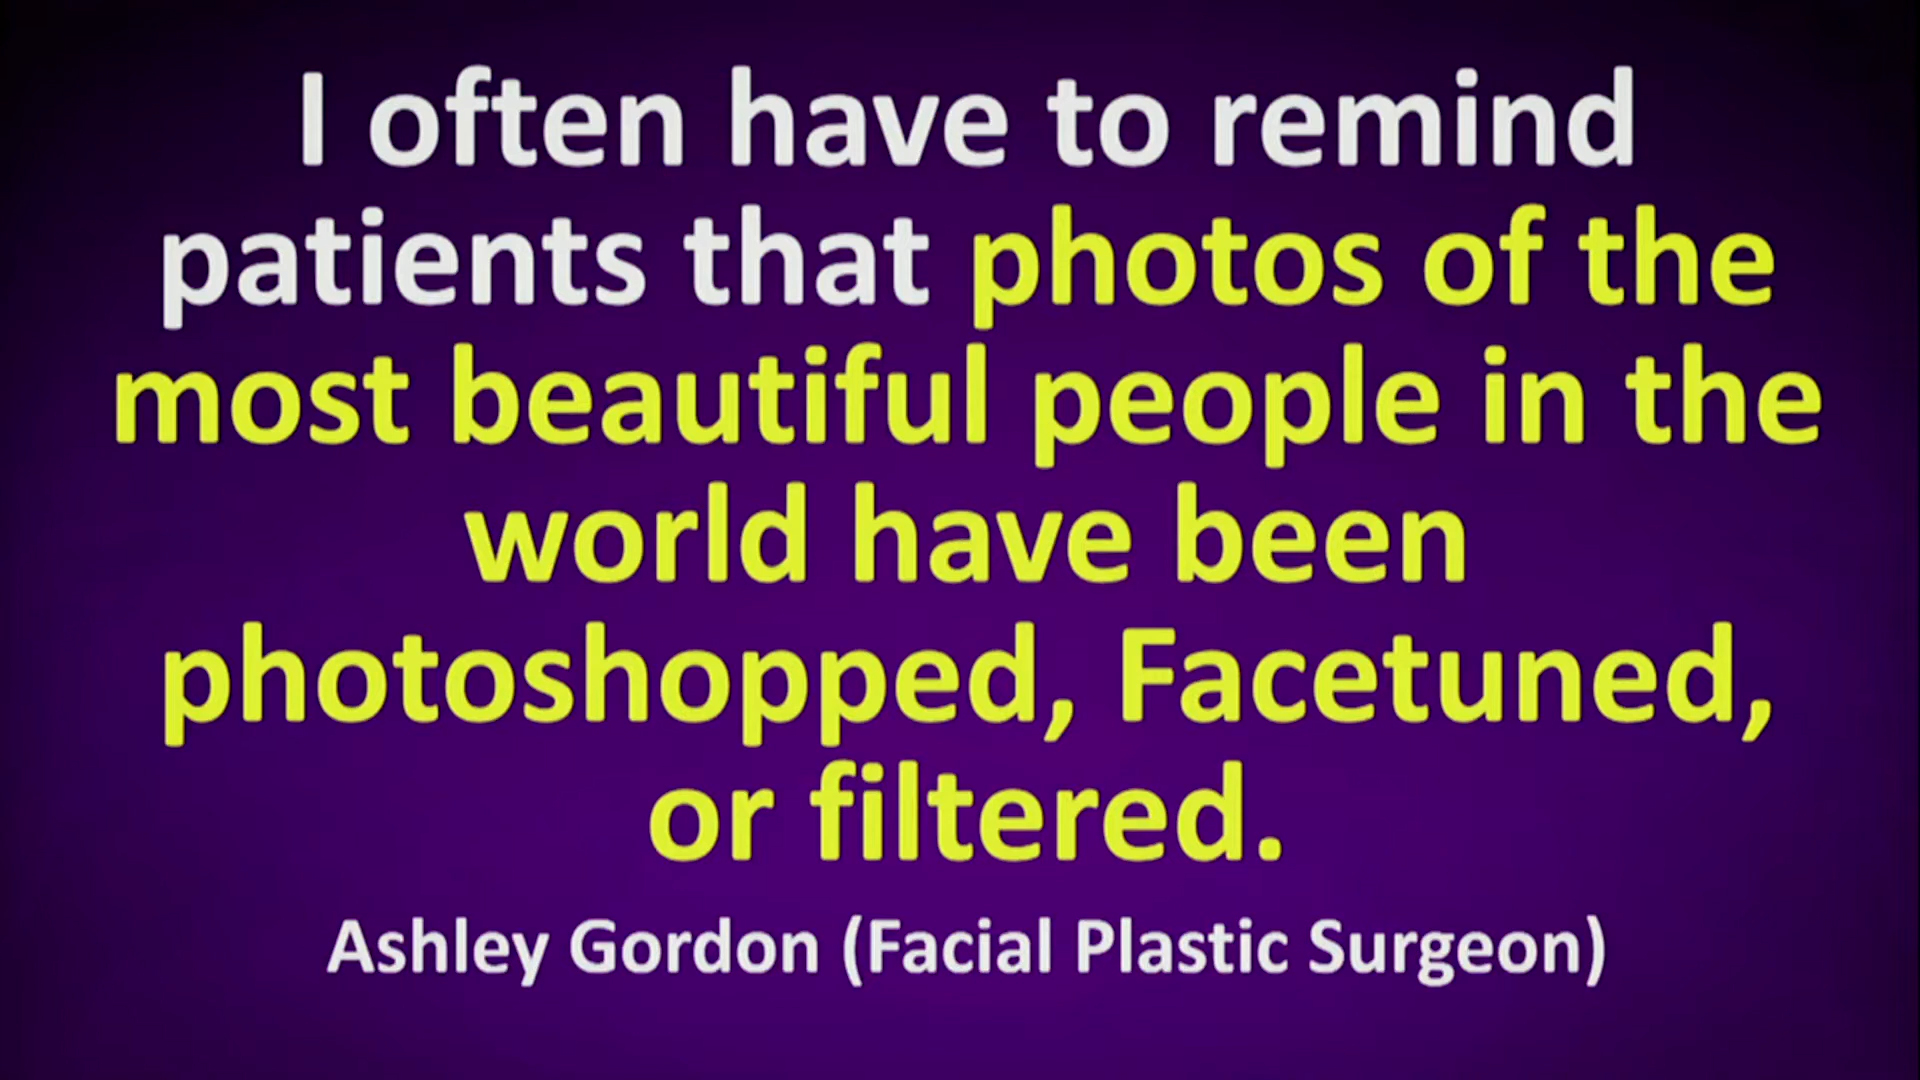 I often have to remind
patients that photos of the
most beautiful people in the
world have been
photoshopped, Facetuned,
or filtered.
Ashley Gordon (Facial Plastic Surgeon)